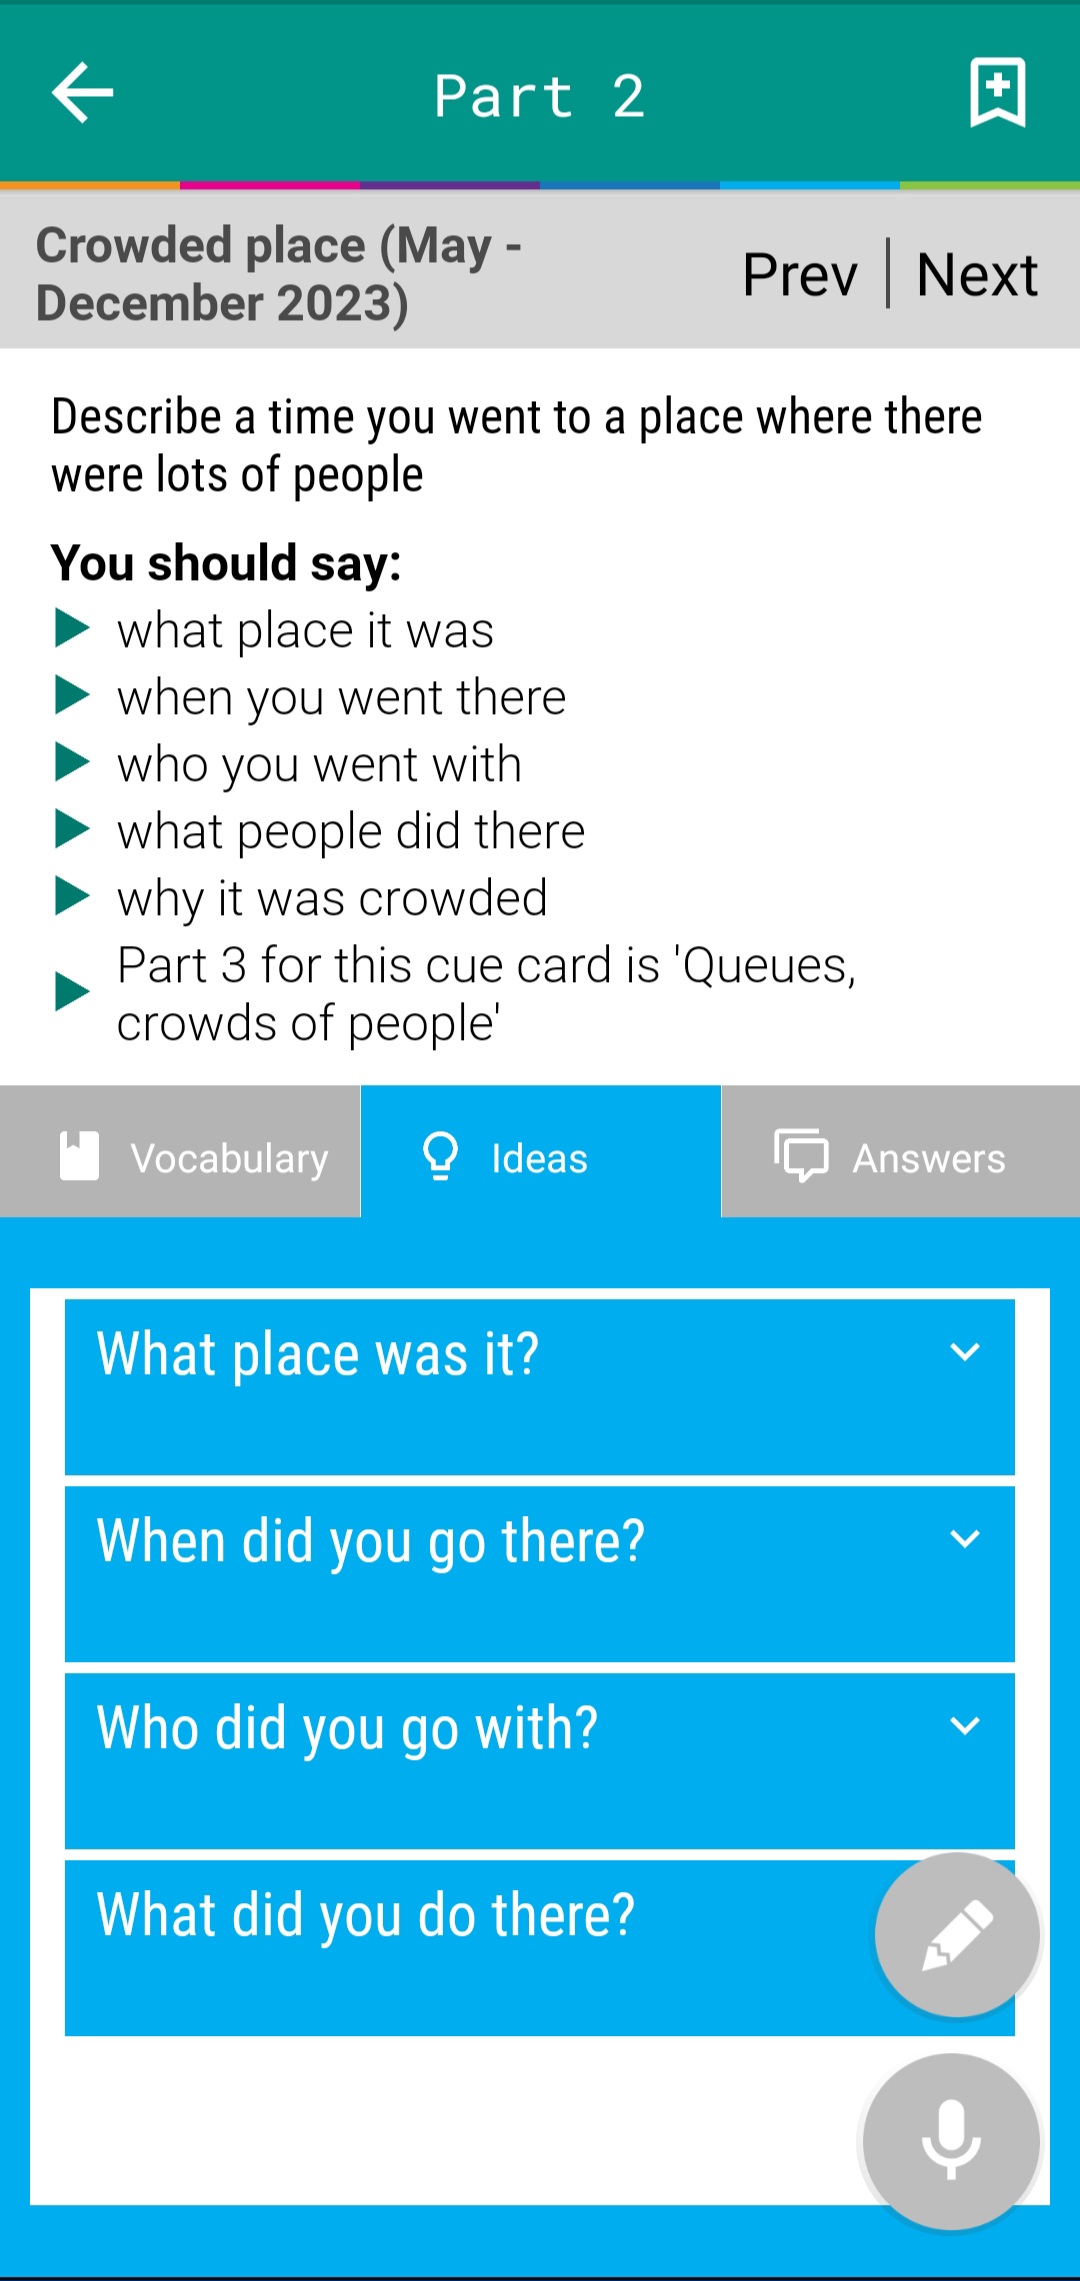 Part 2
Crowded place (May -
December 2023)
Prev | Next
Describe a time you went to a place where there
were lots of people
You should say:
what place it was
when you went there
who you went with
what people did there
why it was crowded
Part 3 for this cue card is 'Queues,
crowds of people'
Vocabulary
Ideas
Answers
What place was it?
When did you go there?
Who did you go with?
What did you do there?